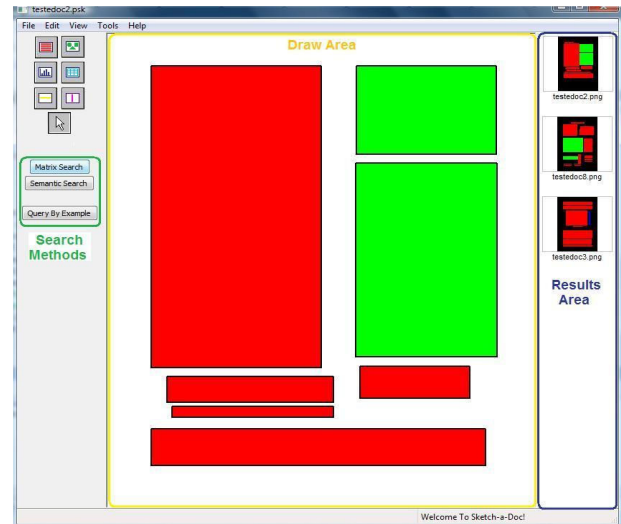 testedoc2.psk
File Edit View Tools Help
Draw Area
testedoc2.png
testedoc8.png
testedoc3.png
Matrix Search
Semantic Search
Query By Example
Search
Methods
Results
Area
Welcome To Sketch-a-Doc!